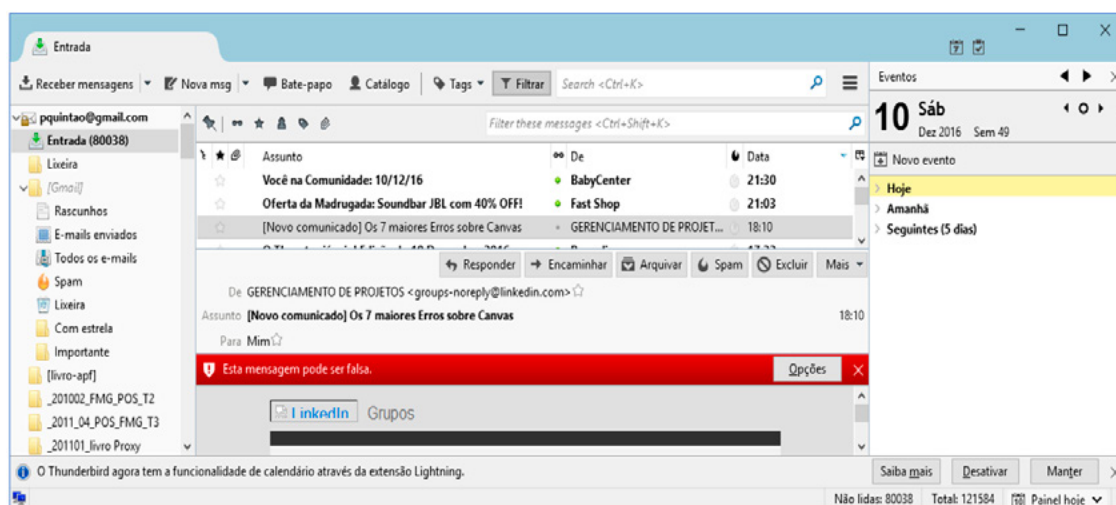 Entrada
Receber mensagens Nova msg Bate-papo Catálogo Tags Filtrar Search <Ctrl+K>
pquintao@gmail.com
Entrada (80038)
Lixeira
[Gmail]
Rascunhos
E-mails enviados
Todos os e-mails
Spam
Lixeira
Com estrela
Importante
[livro-apf]
_201002_FMG_POS_T2
_2011_04_POS_FMG_T3
_201101_livro Proxy
Filter these messages <Ctrl+Shift+K>
Assunto De Data
Você na Comunidade: 10/12/16 BabyCenter 21:30
Oferta da Madrugada: Soundbar JBL com 40% OFF! Fast Shop 21:03
[Novo comunicado] Os 7 maiores Erros sobre Canvas GERENCIAMENTO DE PROJET... 18:10
Responder Encaminhar Arquivar Spam Excluir Mais
De GERENCIAMENTO DE PROJETOS <groups-noreply@linkedin.com>
Assunto [Novo comunicado] Os 7 maiores Erros sobre Canvas 18:10
Para Mim
Esta mensagem pode ser falsa. Opções
LinkedIn Grupos
Eventos
10 Sáb
Dez 2016 Sem 49
Novo evento
Hoje
Amanhã
Seguintes (5 dias)
O Thunderbird agora tem a funcionalidade de calendário através da extensão Lightning. Saiba mais Desativar Manter
Não lidas: 80038 Total: 121584 Painel hoje